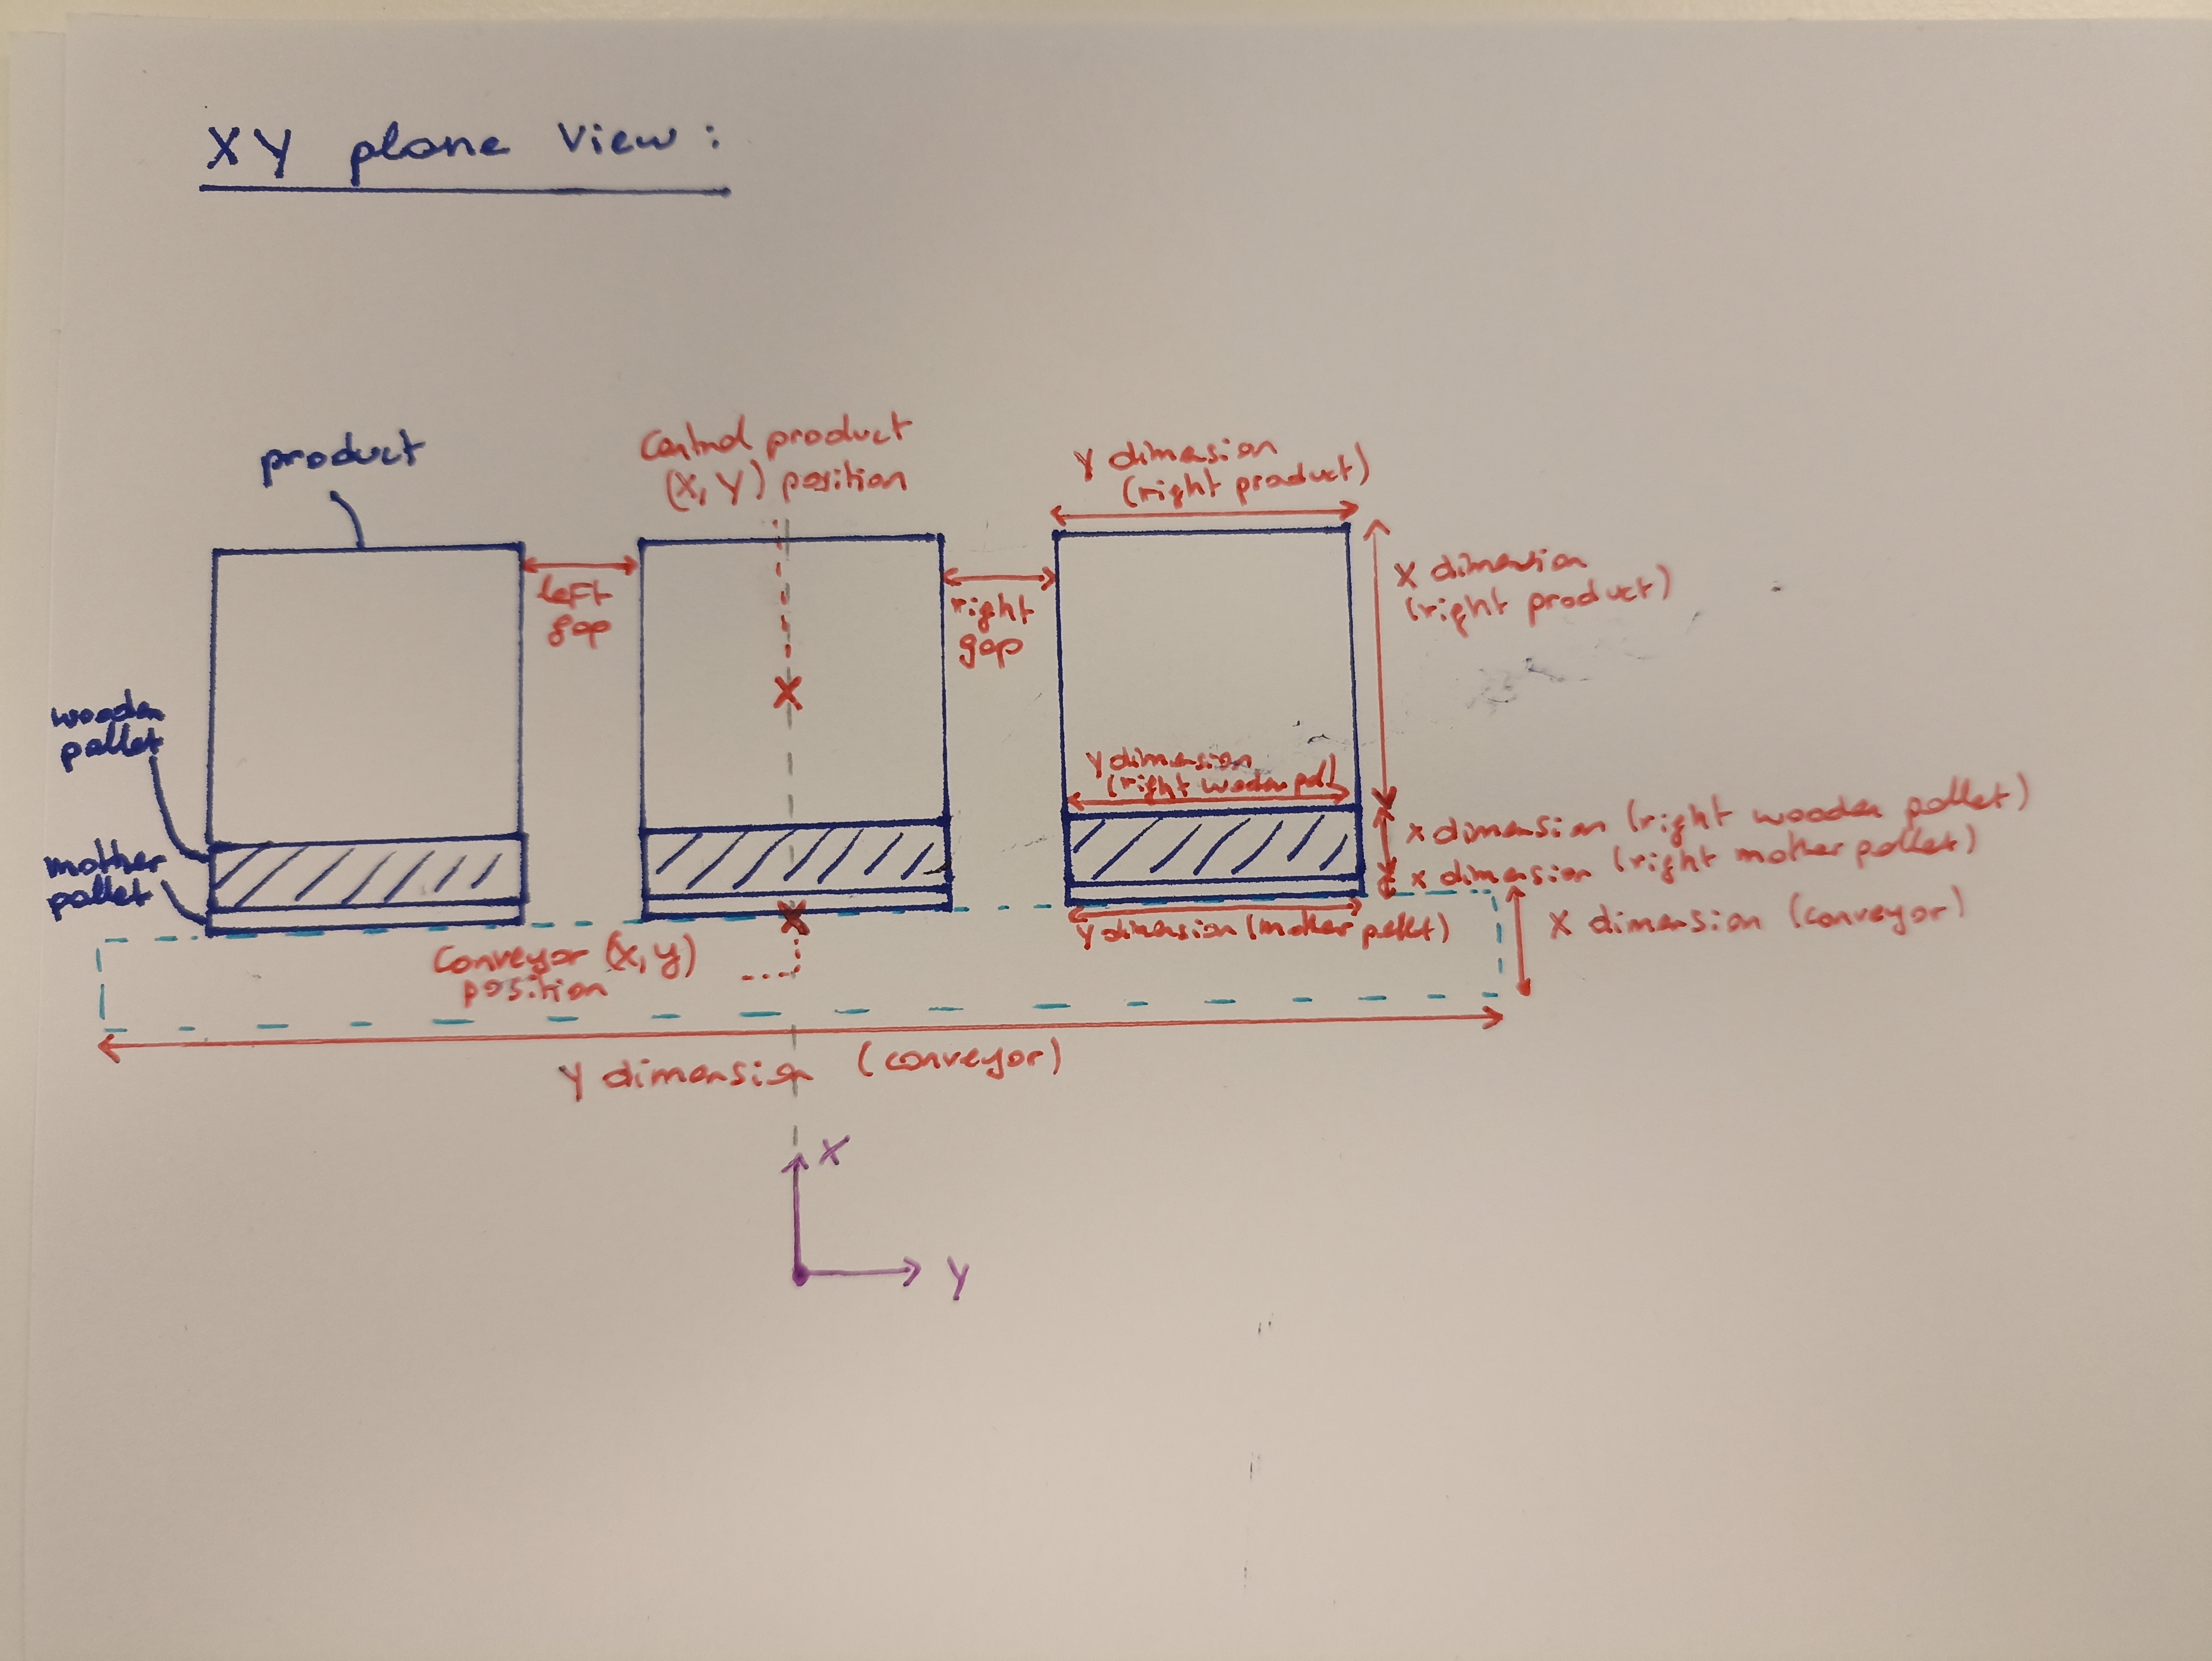 XY plane View :
product
Central product
(X, Y) position
Y dimension
(right product)
left
gap
right
gap
X dimension
(right product)
wooden
pallet
Y dimension
(right wooden pal)
mother
pallet
X dimension (right wooden pallet)
X dimension (right mother pallet)
Y dimension (mother pallet)
X dimension (conveyor)
Conveyor (X, y)
position
Y dimension (conveyor)
X
Y